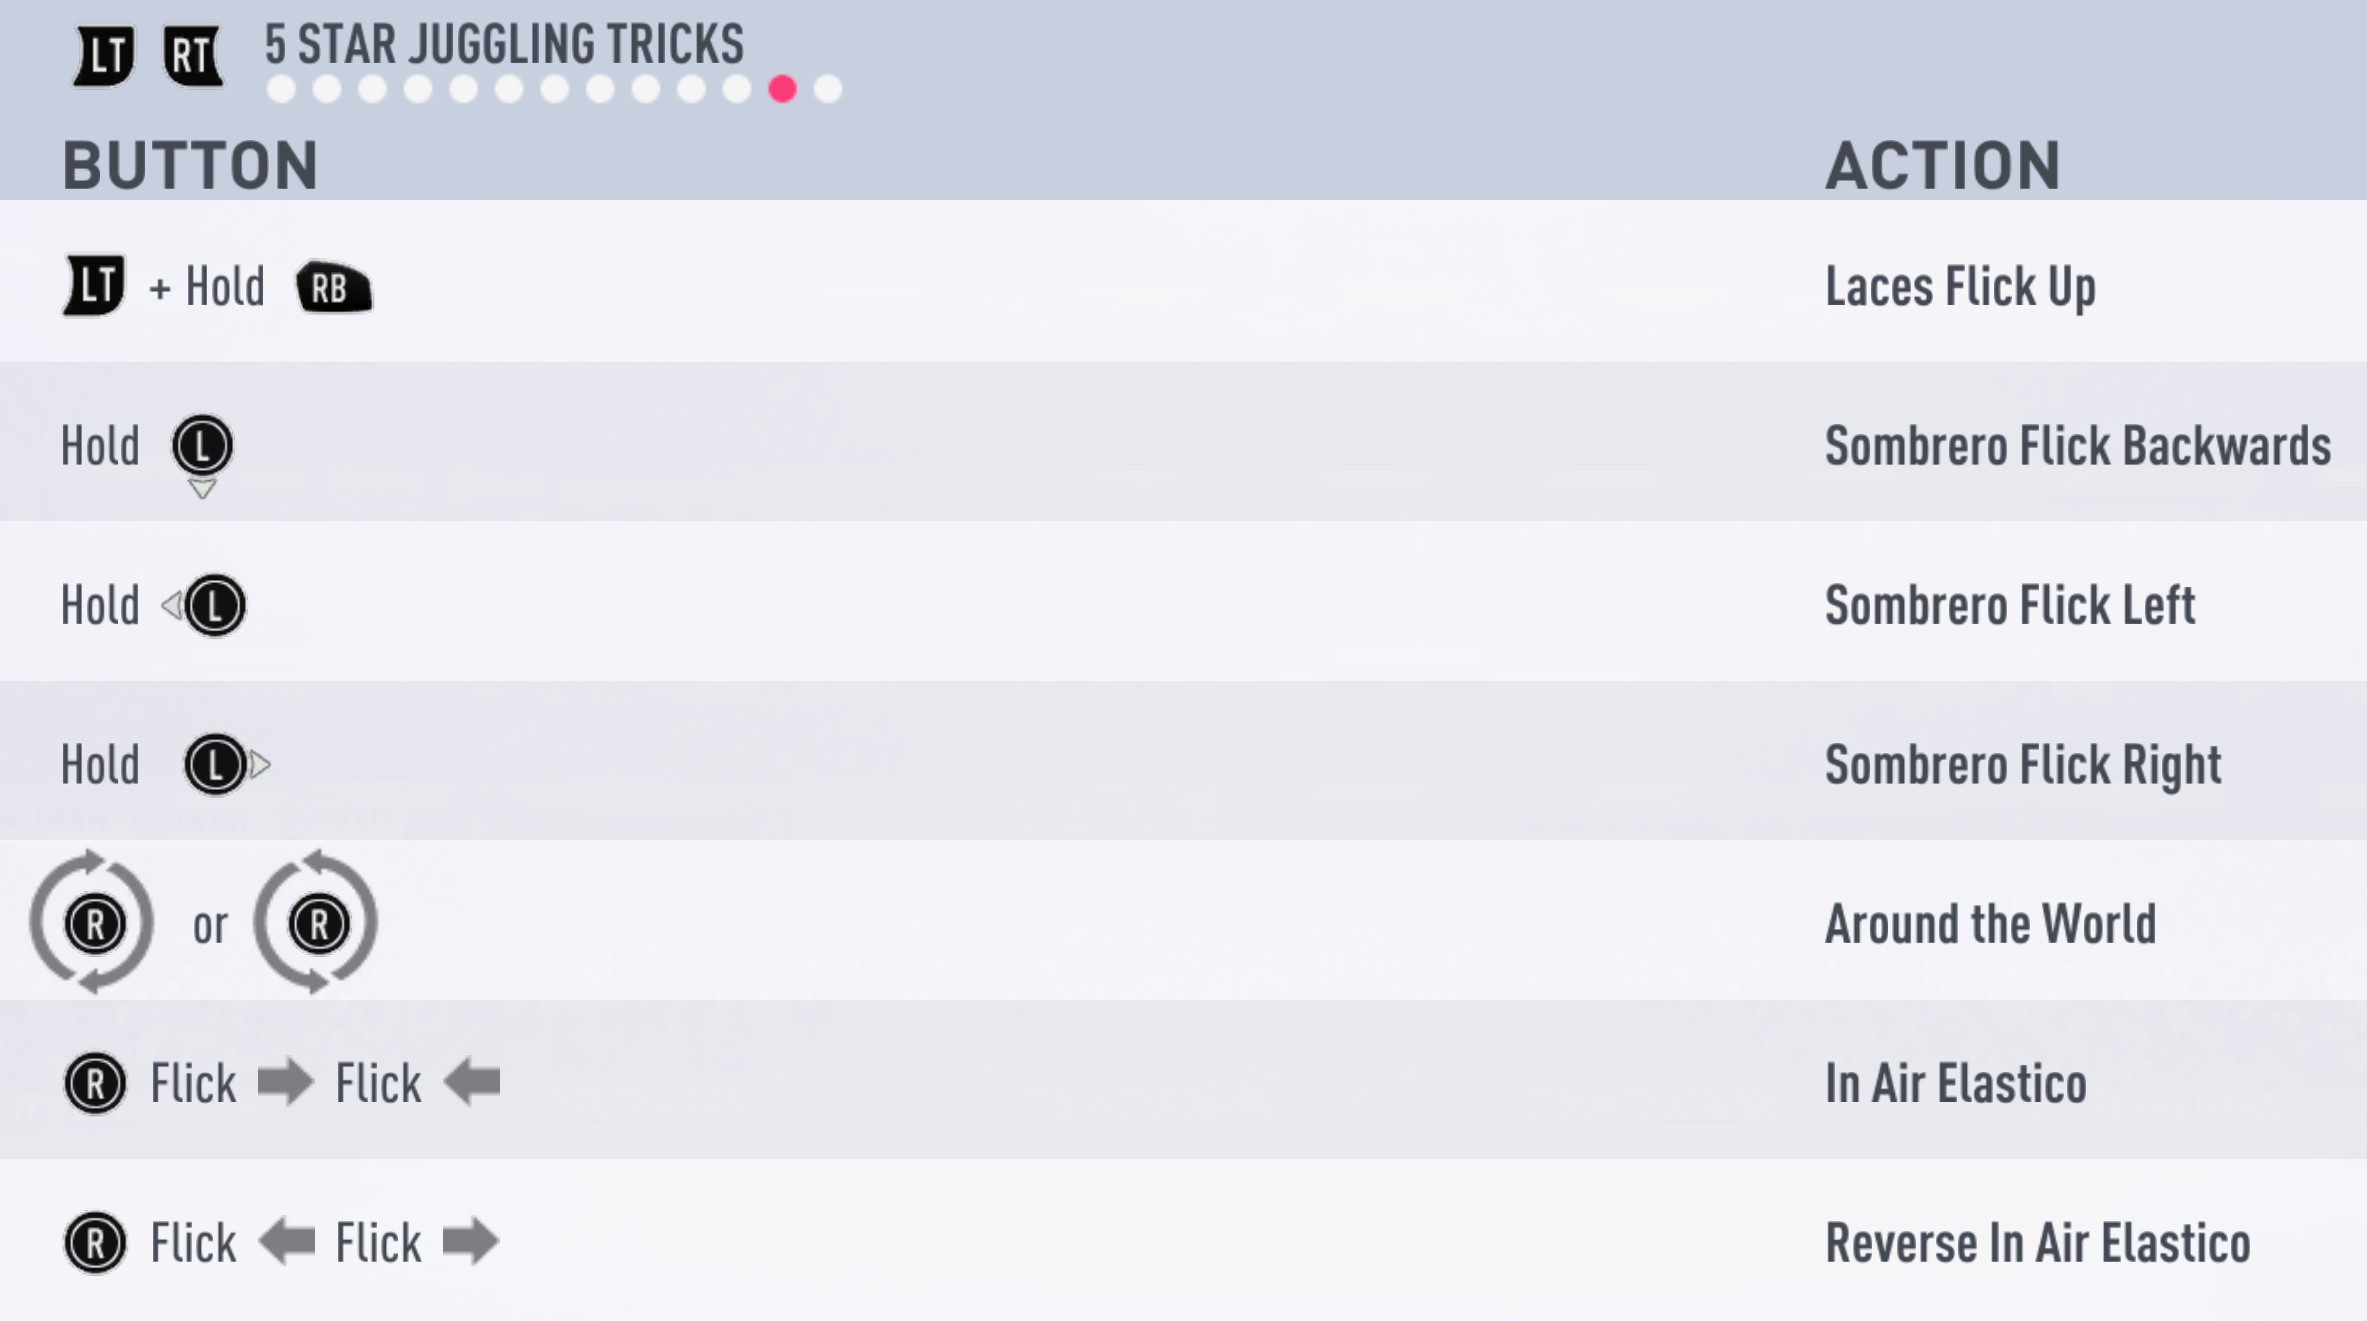 LT RT 5 STAR JUGGLING TRICKS
BUTTON ACTION
LT + Hold RB Laces Flick Up
Hold L Sombrero Flick Backwards
Hold L Sombrero Flick Left
Hold L Sombrero Flick Right
R or R Around the World
R Flick Flick In Air Elastico
R Flick Flick Reverse In Air Elastico